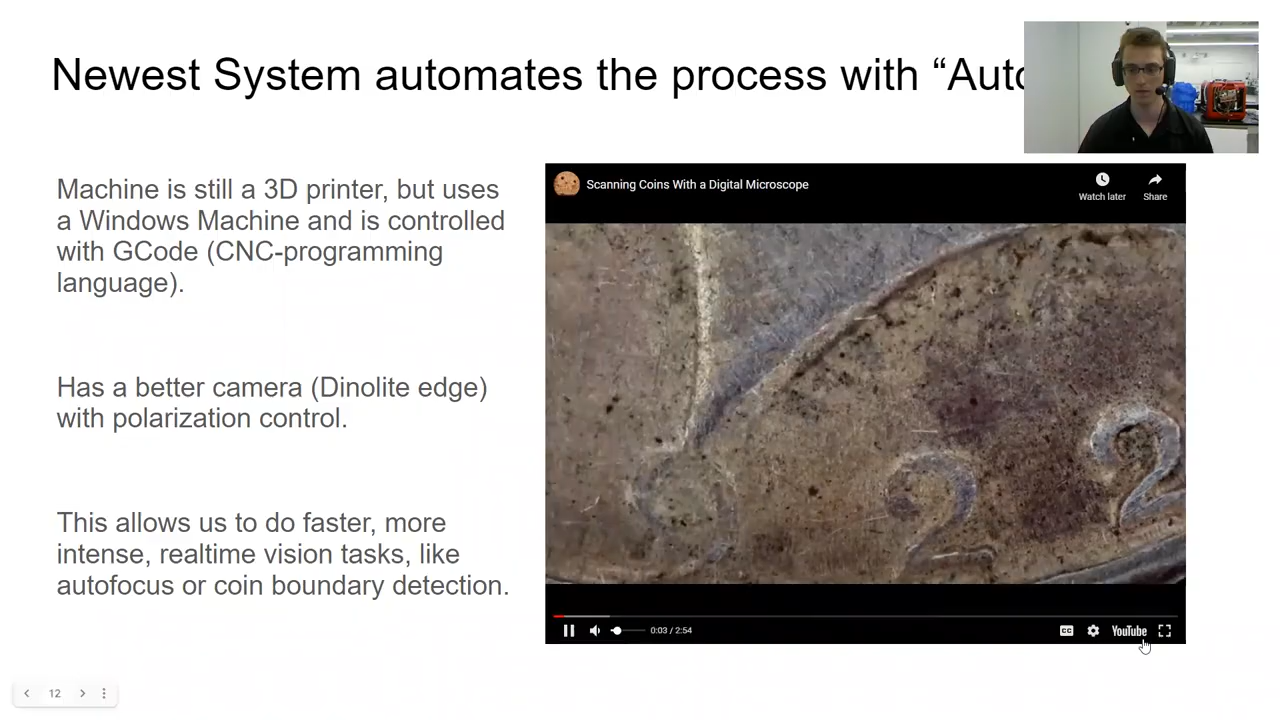 Newest System automates the process with “Auto
Machine is still a 3D printer, but uses
a Windows Machine and is controlled
with GCode (CNC-programming
language).
Has a better camera (Dinolite edge)
with polarization control.
This allows us to do faster, more
intense, realtime vision tasks, like
autofocus or coin boundary detection.
Scanning Coins With a Digital Microscope
Watch later
Share
2
2
0:03 / 2:54
CC
YouTube
12